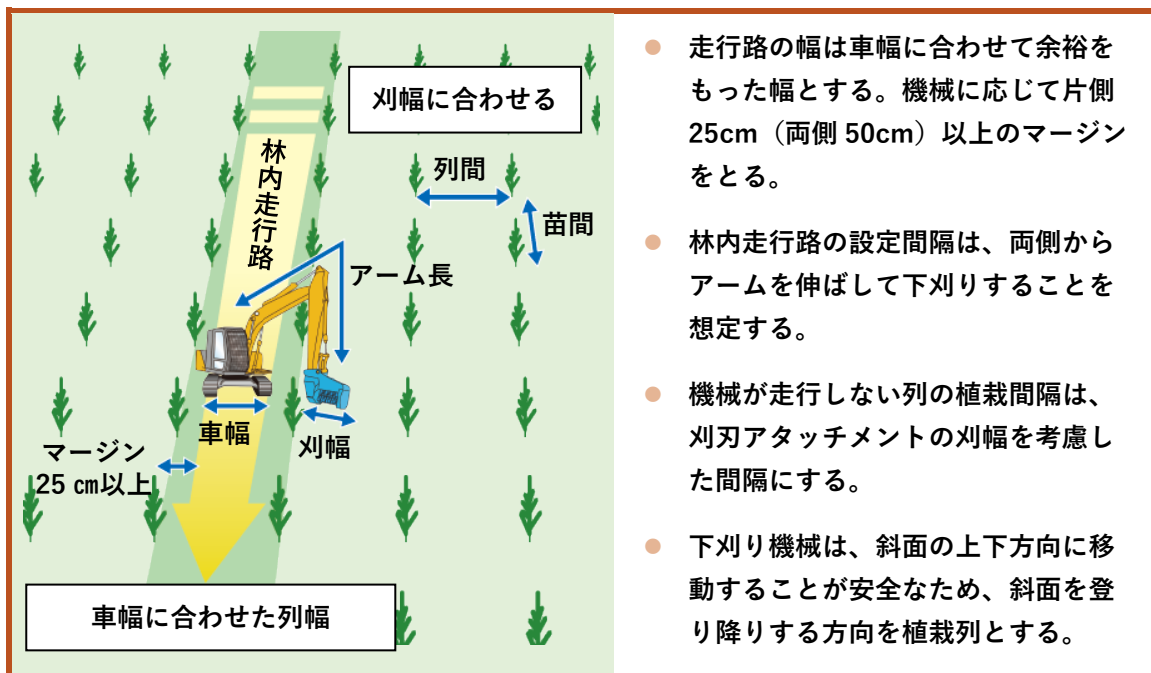 刈幅に合わせる
林内走行路
列間
苗間
アーム長
車幅
刈幅
マージン
25 ㎝以上
車幅に合わせた列幅
● 走行路の幅は車幅に合わせて余裕を
もった幅とする。機械に応じて片側
25cm（両側 50cm）以上のマージン
をとる。
● 林内走行路の設定間隔は、両側から
アームを伸ばして下刈りすることを
想定する。
● 機械が走行しない列の植栽間隔は、
刈刃アタッチメントの刈幅を考慮し
た間隔にする。
● 下刈り機械は、斜面の上下方向に移
動することが安全なため、斜面を登
り降りする方向を植栽列とする。